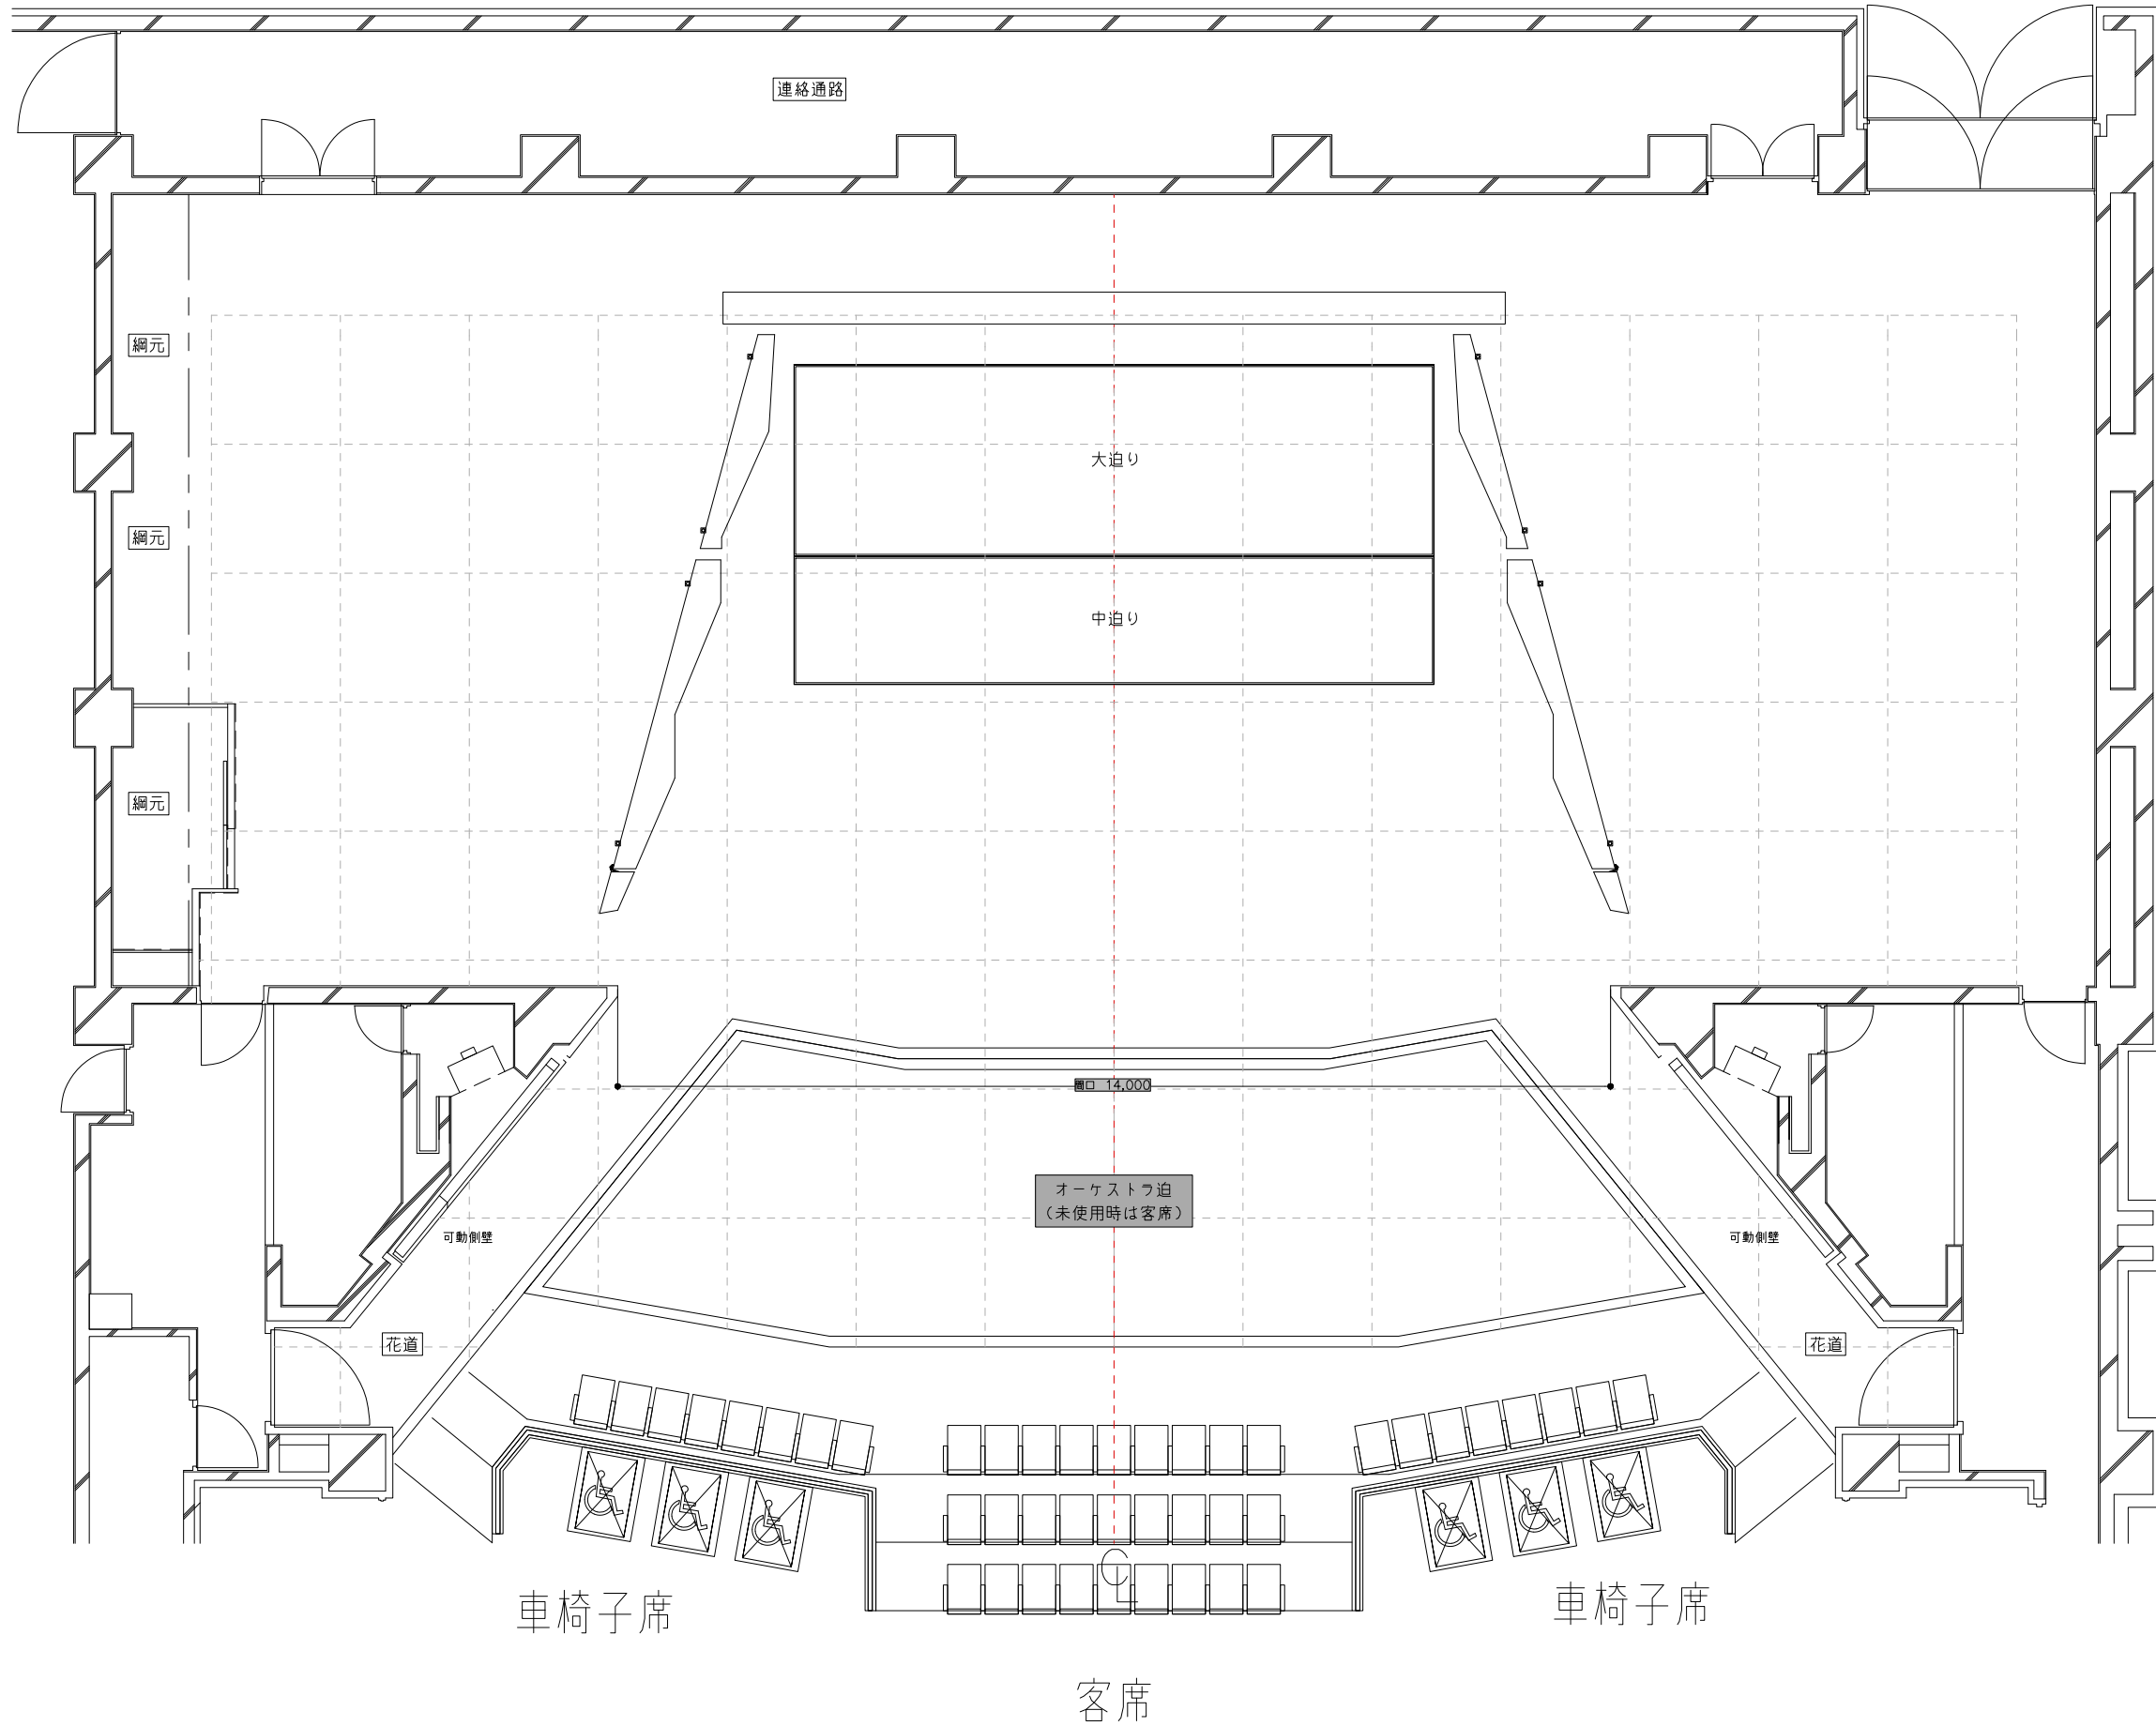 連絡通路
綱元
大迫り
綱元
中迫り
綱元
間口 14,000
オーケストラ迫
(未使用時は客席)
可動側壁
可動側壁
花道
花道
CL
車椅子席
車椅子席
客席